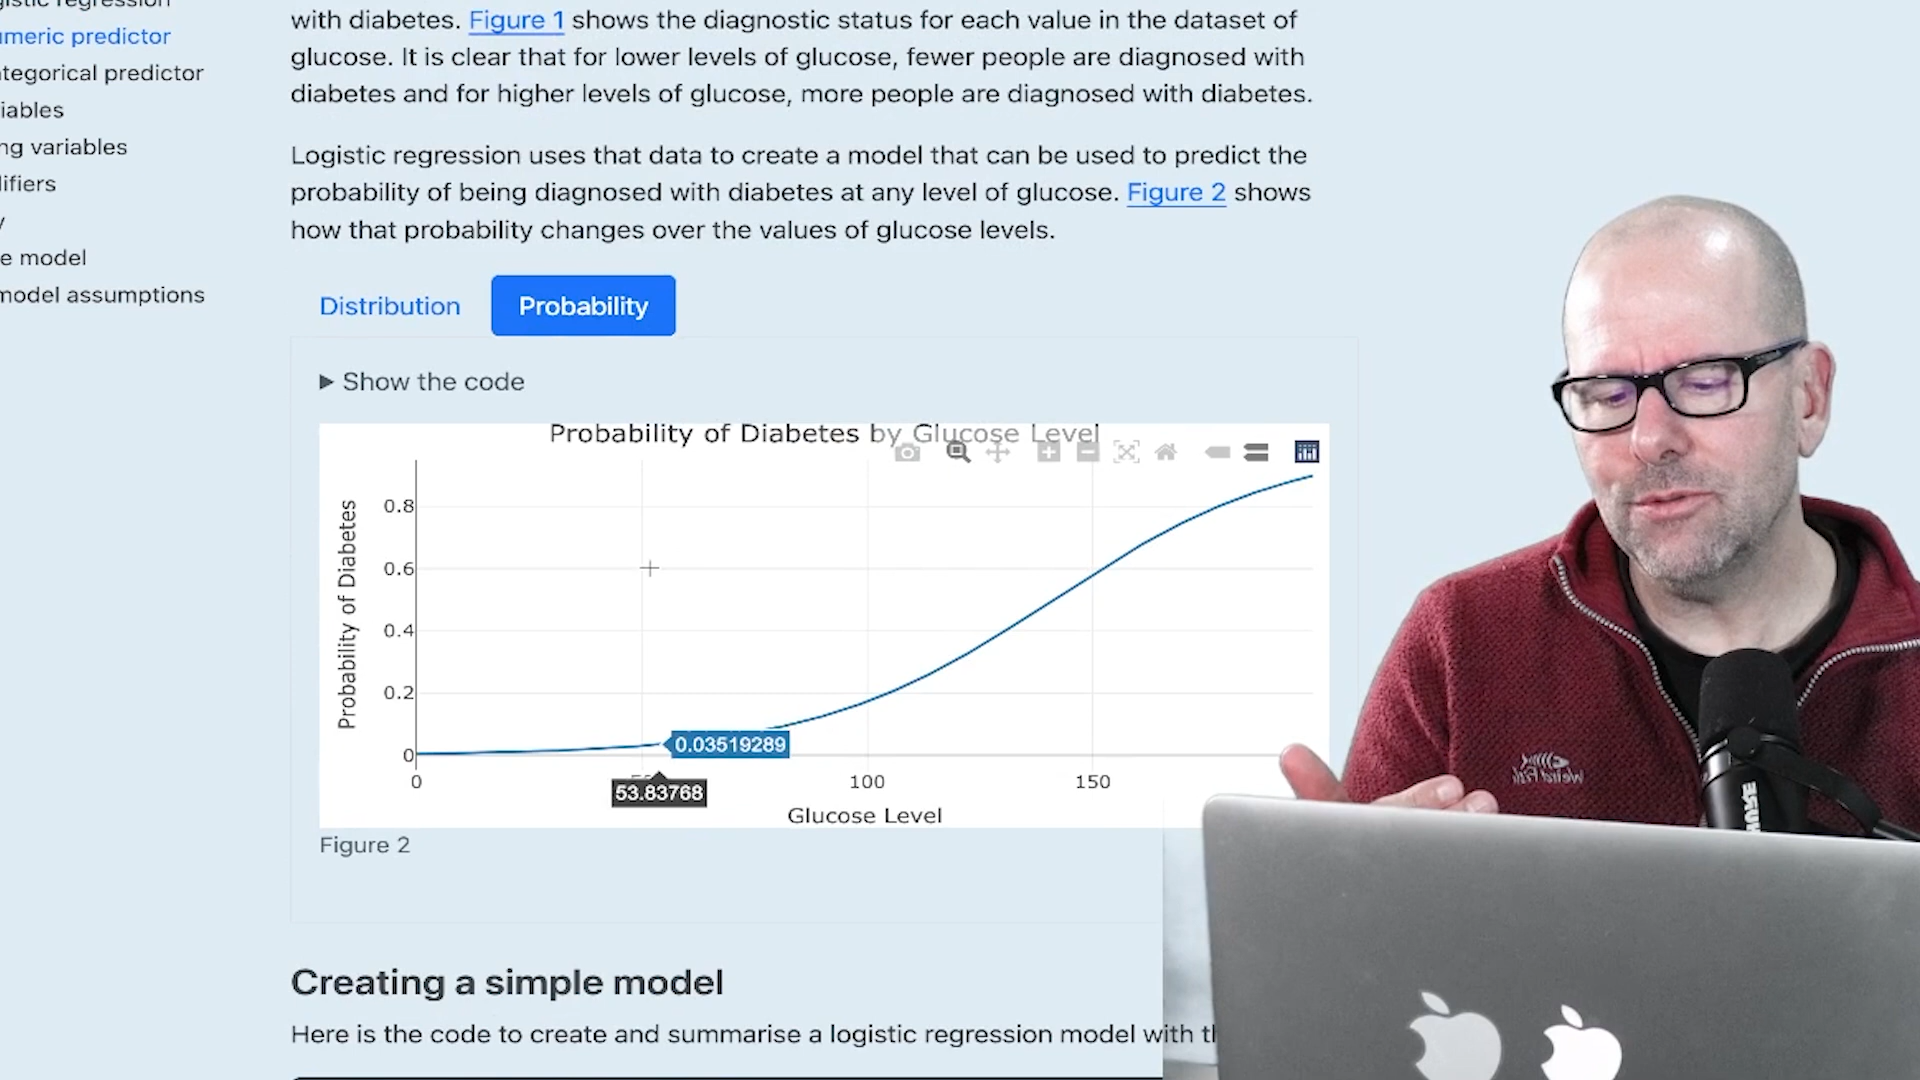 with diabetes. Figure 1 shows the diagnostic status for each value in the dataset of
glucose. It is clear that for lower levels of glucose, fewer people are diagnosed with
diabetes and for higher levels of glucose, more people are diagnosed with diabetes.
Logistic regression uses that data to create a model that can be used to predict the
probability of being diagnosed with diabetes at any level of glucose. Figure 2 shows
how that probability changes over the values of glucose levels.
regression
predictor
predictor
variables
model
model assumptions
Distribution
Probability
Show the code
Probability of Diabetes by Glucose Level
Probability of Diabetes
0.8
0.6
0.4
0.2
0
0.03519289
0
53.83768
100
150
Glucose Level
Figure 2
Creating a simple model
Here is the code to create and summarise a logistic regression model with
Weird Fish